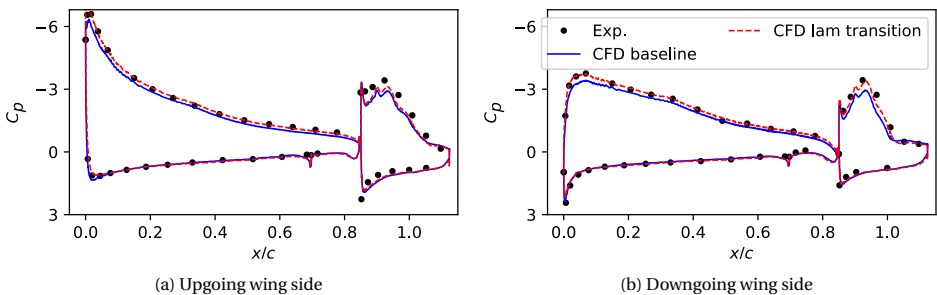 −6
−3
0
3
C_p
0.0 0.2 0.4 0.6 0.8 1.0
x/c
(a) Upgoing wing side
−6
−3
0
3
C_p
Exp.
CFD baseline
CFD lam transition
0.0 0.2 0.4 0.6 0.8 1.0
x/c
(b) Downgoing wing side